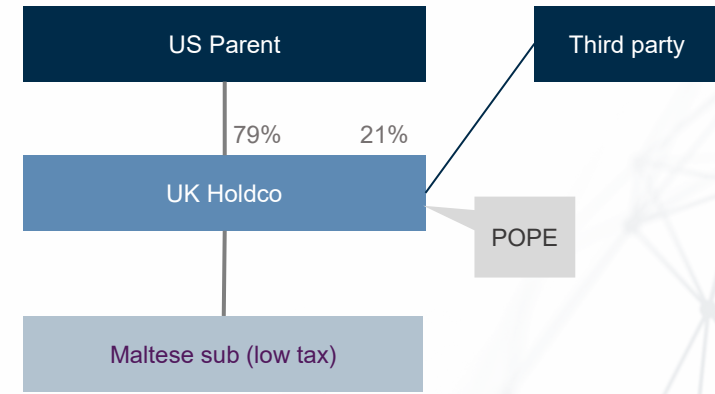 US Parent
Third party
79%
21%
UK Holdco
POPE
Maltese sub (low tax)